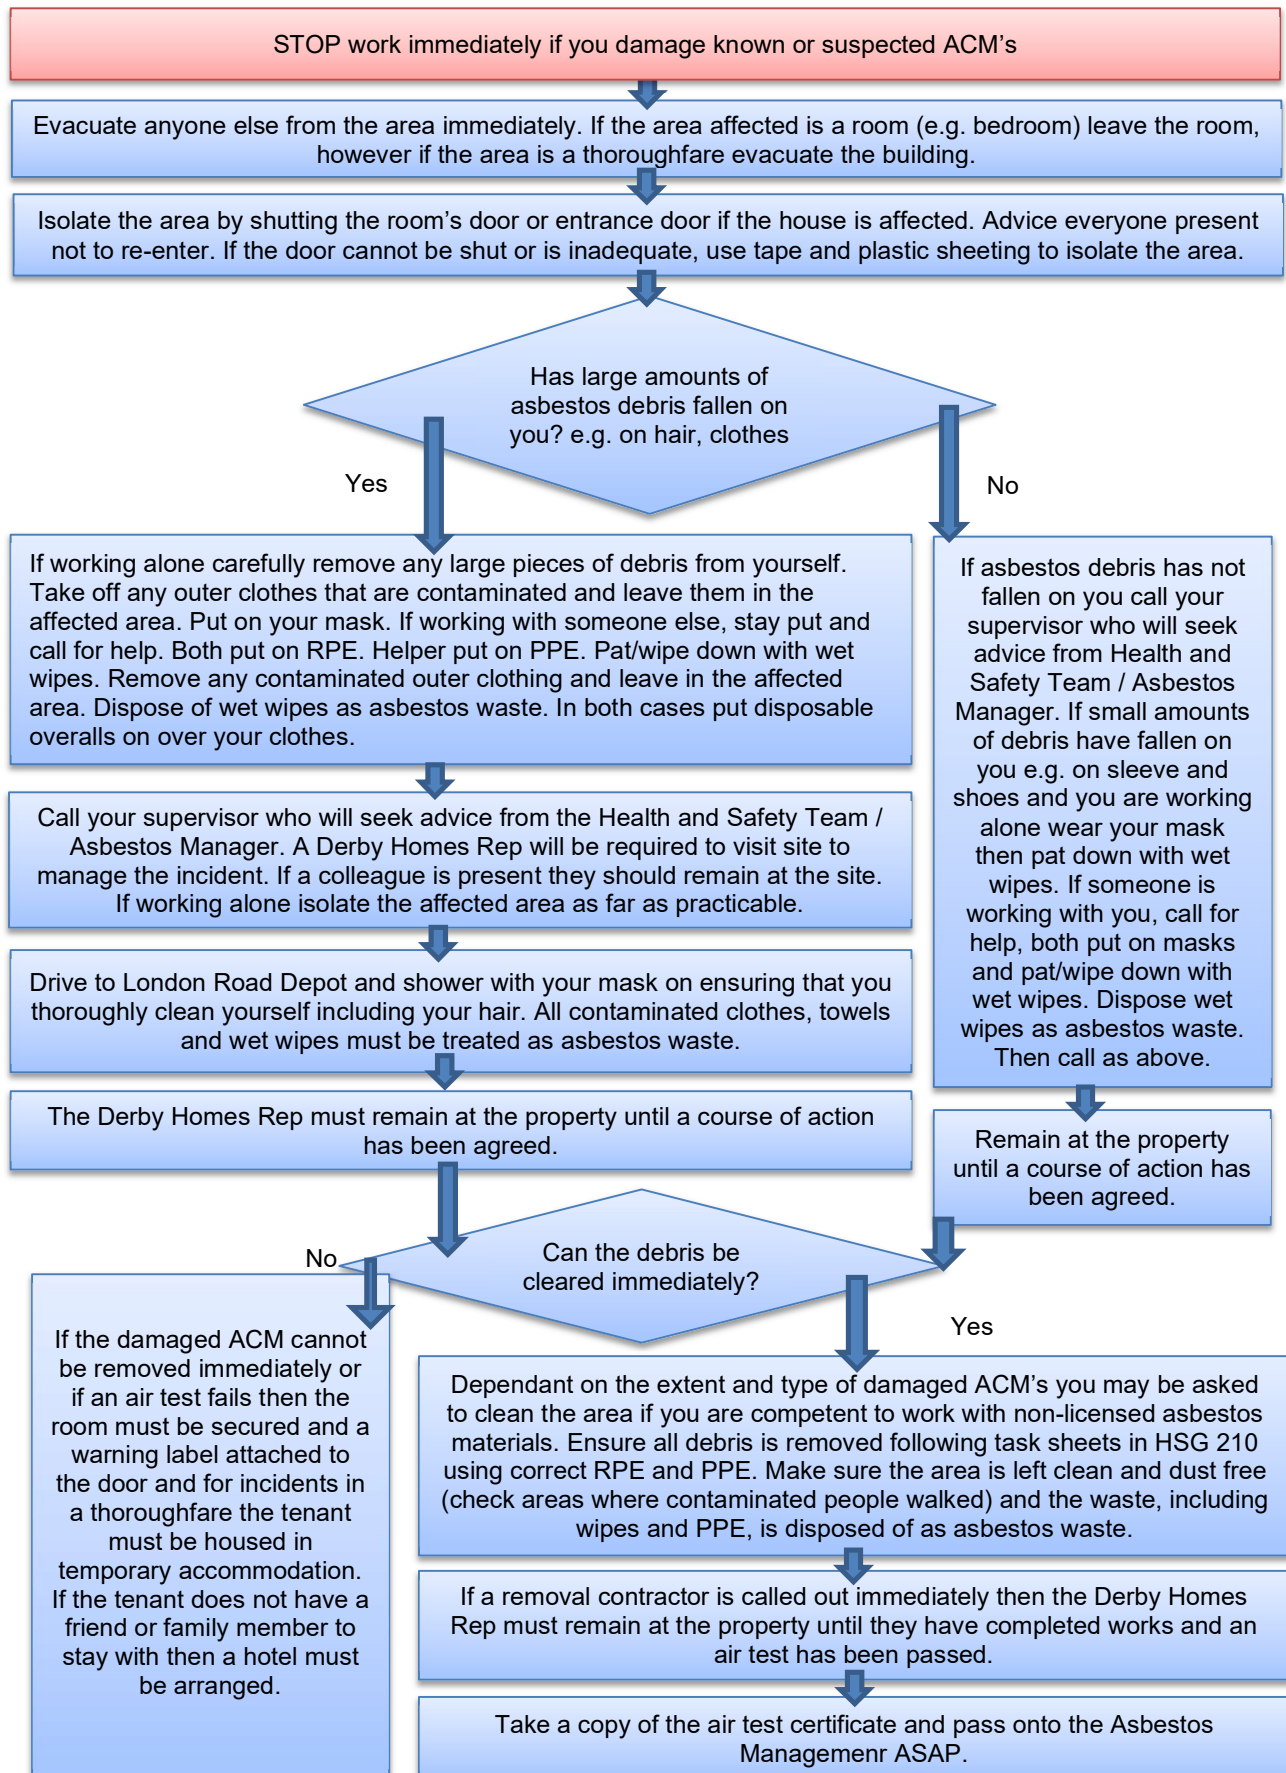 STOP work immediately if you damage known or suspected ACM’s
Evacuate anyone else from the area immediately. If the area affected is a room (e.g. bedroom) leave the room,
however if the area is a thoroughfare evacuate the building.
Isolate the area by shutting the room’s door or entrance door if the house is affected. Advice everyone present
not to re-enter. If the door cannot be shut or is inadequate, use tape and plastic sheeting to isolate the area.
Has large amounts of
asbestos debris fallen on
you? e.g. on hair, clothes
Yes
No
If working alone carefully remove any large pieces of debris from yourself.
Take off any outer clothes that are contaminated and leave them in the
affected area. Put on your mask. If working with someone else, stay put and
call for help. Both put on RPE. Helper put on PPE. Pat/wipe down with wet
wipes. Remove any contaminated outer clothing and leave in the affected
area. Dispose of wet wipes as asbestos waste. In both cases put disposable
overalls on over your clothes.
If asbestos debris has not
fallen on you call your
supervisor who will seek
advice from Health and
Safety Team / Asbestos
Manager. If small amounts
of debris have fallen on
you e.g. on sleeve and
shoes and you are working
alone wear your mask
then pat down with wet
wipes. If someone is
working with you, call for
help, both put on masks
and pat/wipe down with
wet wipes. Dispose wet
wipes as asbestos waste.
Then call as above.
Call your supervisor who will seek advice from the Health and Safety Team /
Asbestos Manager. A Derby Homes Rep will be required to visit site to
manage the incident. If a colleague is present they should remain at the site.
If working alone isolate the affected area as far as practicable.
Drive to London Road Depot and shower with your mask on ensuring that you
thoroughly clean yourself including your hair. All contaminated clothes, towels
and wet wipes must be treated as asbestos waste.
The Derby Homes Rep must remain at the property until a course of action
has been agreed.
Remain at the property
until a course of action has
been agreed.
Can the debris be
cleared immediately?
No
Yes
If the damaged ACM cannot
be removed immediately or
if an air test fails then the
room must be secured and a
warning label attached to
the door and for incidents in
a thoroughfare the tenant
must be housed in
temporary accommodation.
If the tenant does not have a
friend or family member to
stay with then a hotel must
be arranged.
Dependant on the extent and type of damaged ACM’s you may be asked
to clean the area if you are competent to work with non-licensed asbestos
materials. Ensure all debris is removed following task sheets in HSG 210
using correct RPE and PPE. Make sure the area is left clean and dust free
(check areas where contaminated people walked) and the waste, including
wipes and PPE, is disposed of as asbestos waste.
If a removal contractor is called out immediately then the Derby Homes
Rep must remain at the property until they have completed works and an
air test has been passed.
Take a copy of the air test certificate and pass onto the Asbestos
Managemenr ASAP.